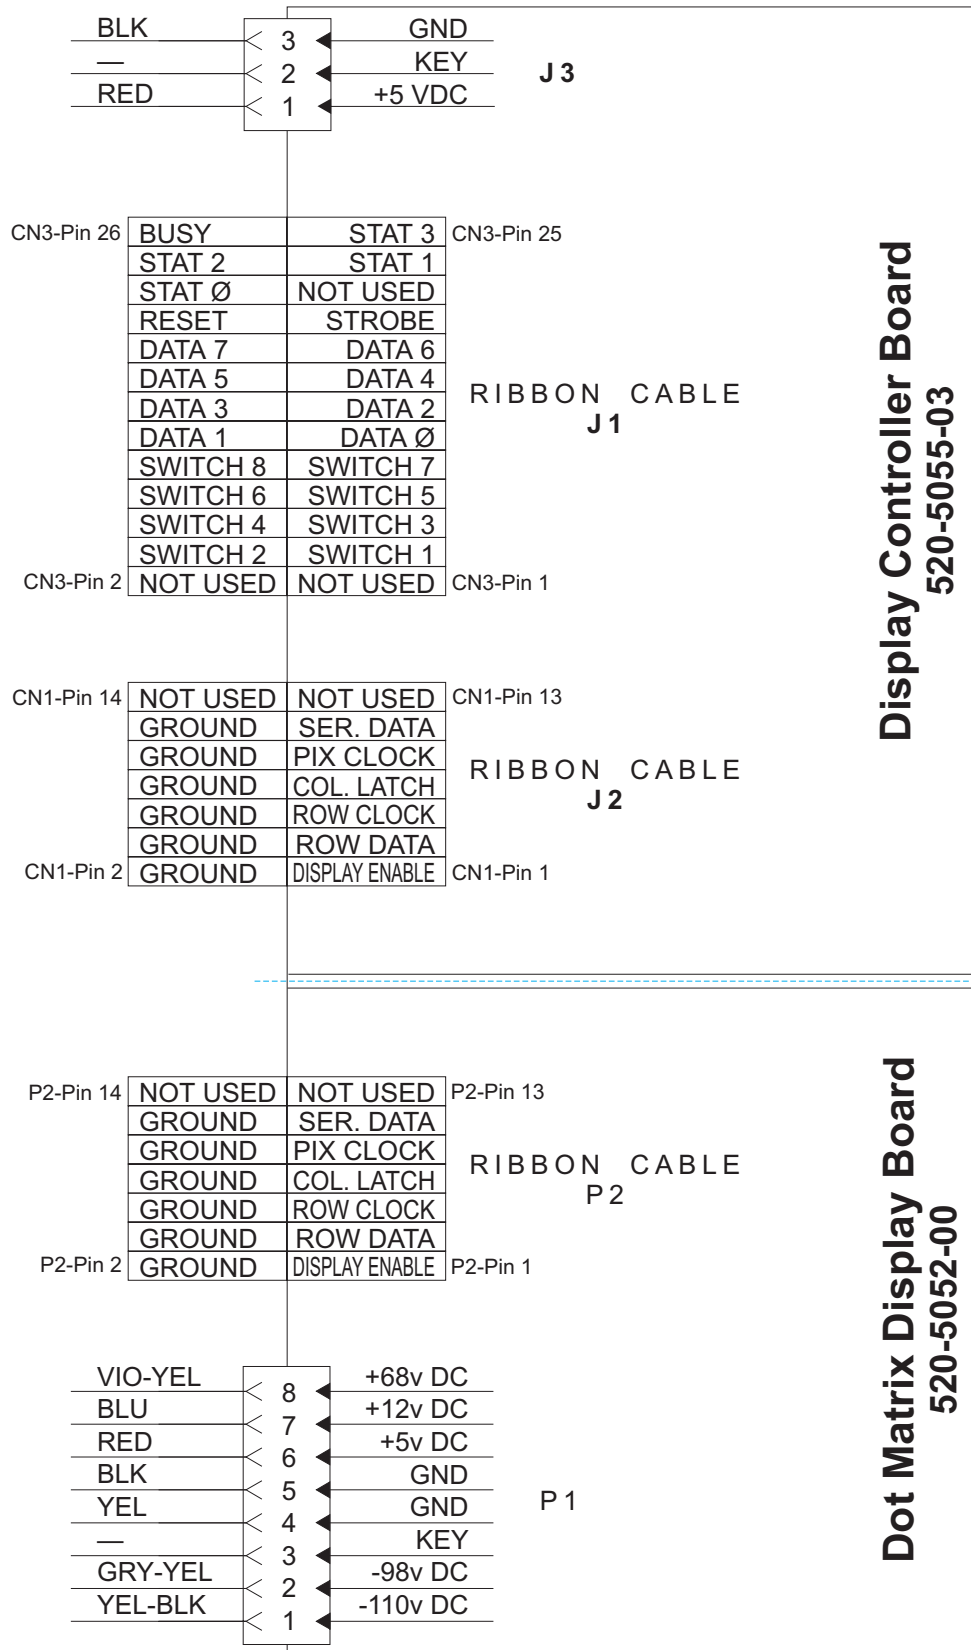 BLK 3 GND
— 2 KEY
RED 1 +5 VDC
J3
CN3-Pin 26 BUSY STAT 3 CN3-Pin 25
STAT 2 STAT 1
STAT Ø NOT USED
RESET STROBE
DATA 7 DATA 6
DATA 5 DATA 4
DATA 3 DATA 2
DATA 1 DATA Ø
SWITCH 8 SWITCH 7
SWITCH 6 SWITCH 5
SWITCH 4 SWITCH 3
SWITCH 2 SWITCH 1
CN3-Pin 2 NOT USED NOT USED CN3-Pin 1
RIBBON CABLE
J1
CN1-Pin 14 NOT USED NOT USED CN1-Pin 13
GROUND SER. DATA
GROUND PIX CLOCK
GROUND COL. LATCH
GROUND ROW CLOCK
GROUND ROW DATA
CN1-Pin 2 GROUND DISPLAY ENABLE CN1-Pin 1
RIBBON CABLE
J2
Display Controller Board
520-5055-03
P2-Pin 14 NOT USED NOT USED P2-Pin 13
GROUND SER. DATA
GROUND PIX CLOCK
GROUND COL. LATCH
GROUND ROW CLOCK
GROUND ROW DATA
P2-Pin 2 GROUND DISPLAY ENABLE P2-Pin 1
RIBBON CABLE
P2
VIO-YEL 8 +68v DC
BLU 7 +12v DC
RED 6 +5v DC
BLK 5 GND
YEL 4 GND
— 3 KEY
GRY-YEL 2 -98v DC
YEL-BLK 1 -110v DC
P1
Dot Matrix Display Board
520-5052-00